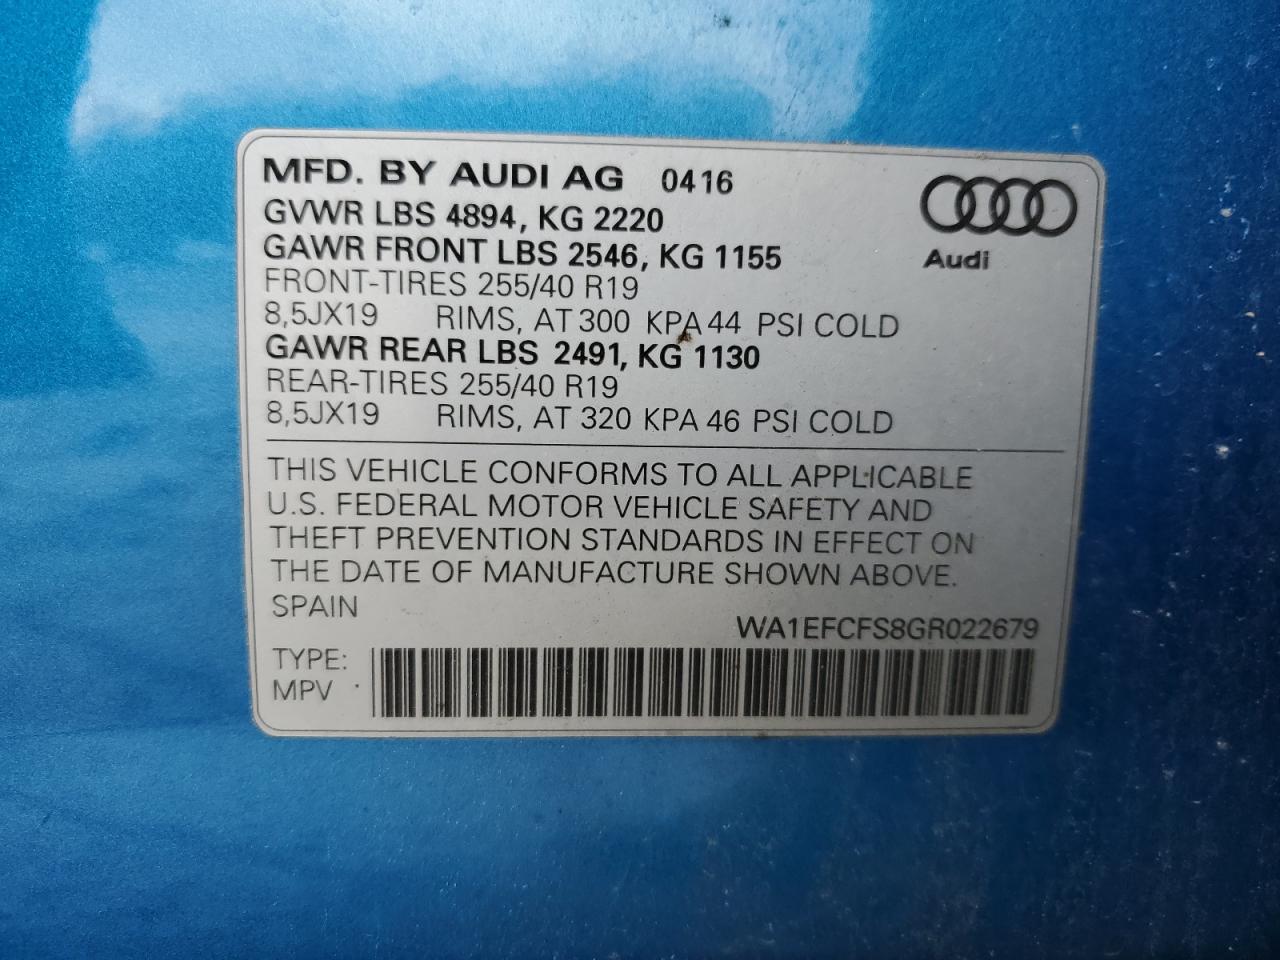 MFD. BY AUDI AG 0416
GVWR LBS 4894, KG 2220
GAWR FRONT LBS 2546, KG 1155
Audi
FRONT-TIRES 255/40 R19
8,5JX19 RIMS, AT 300 KPA 44 PSI COLD
GAWR REAR LBS 2491, KG 1130
REAR-TIRES 255/40 R19
8,5JX19 RIMS, AT 320 KPA 46 PSI COLD
THIS VEHICLE CONFORMS TO ALL APPLICABLE
U.S. FEDERAL MOTOR VEHICLE SAFETY AND
THEFT PREVENTION STANDARDS IN EFFECT ON
THE DATE OF MANUFACTURE SHOWN ABOVE.
SPAIN
WA1EFCFS8GR022679
TYPE:
MPV